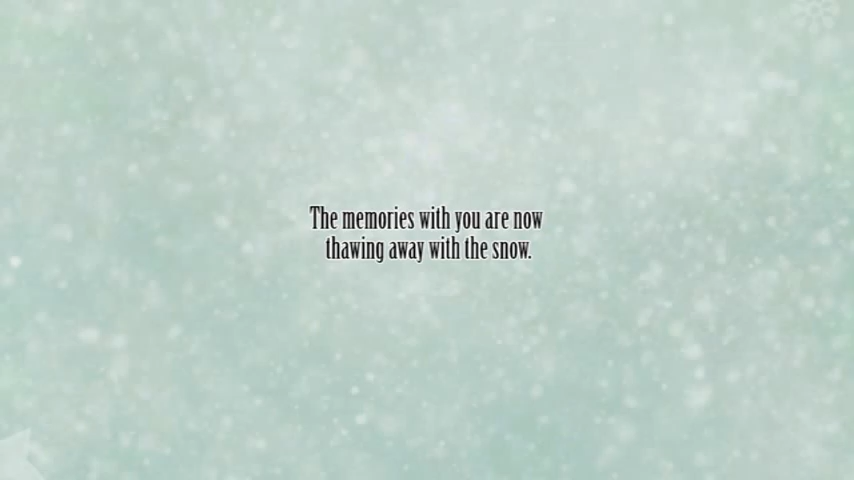 The memories with you are now
thawing away with the snow.